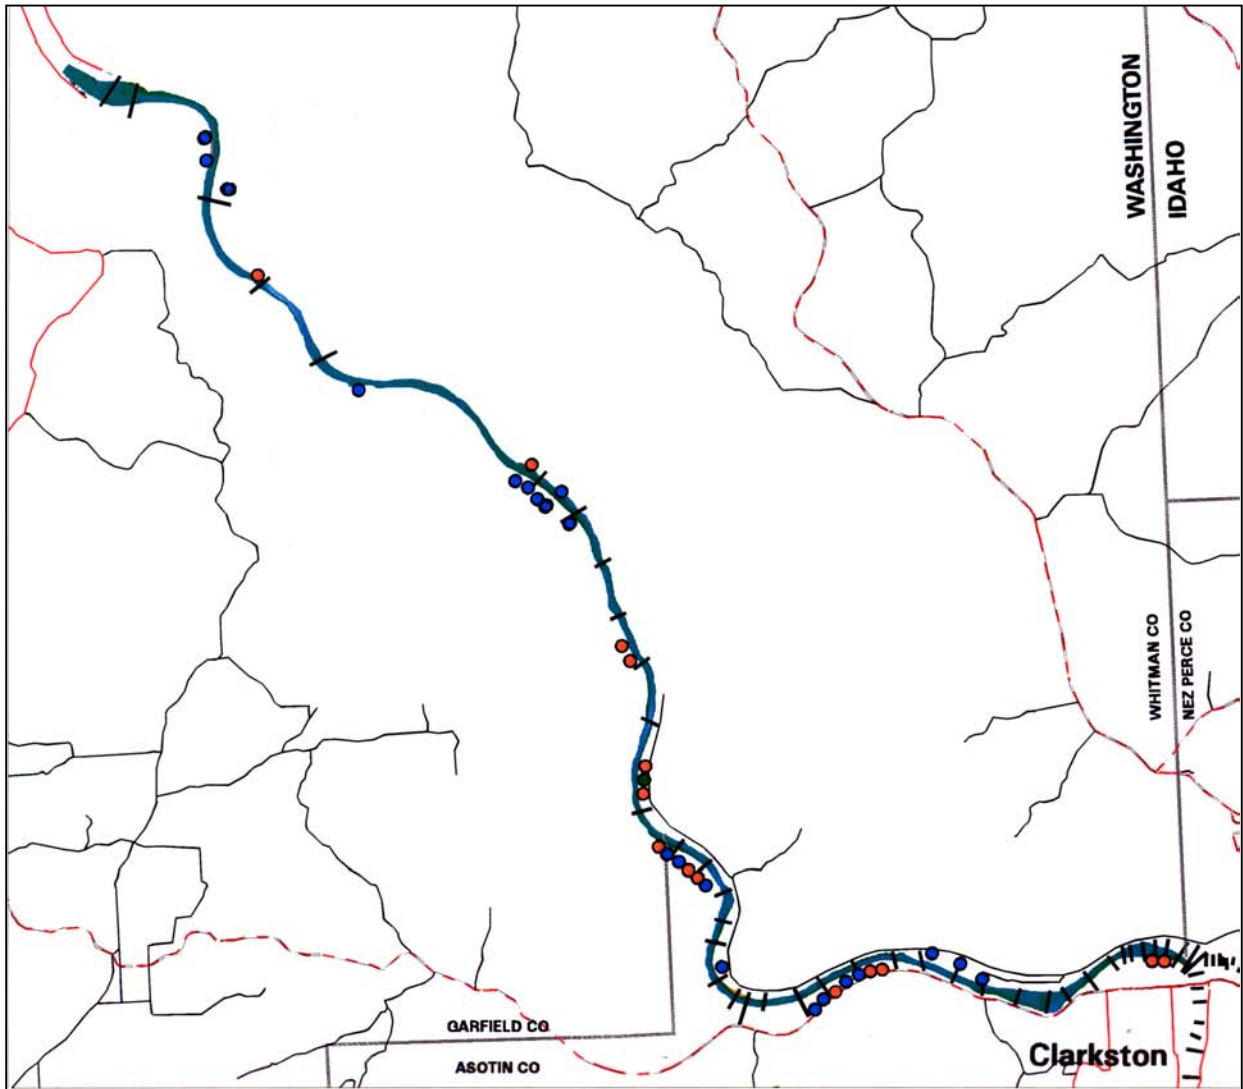 WASHINGTON
IDAHO
WHITMAN CO
NEZ PERCE CO
GARFIELD CO
ASOTIN CO
Clarkston